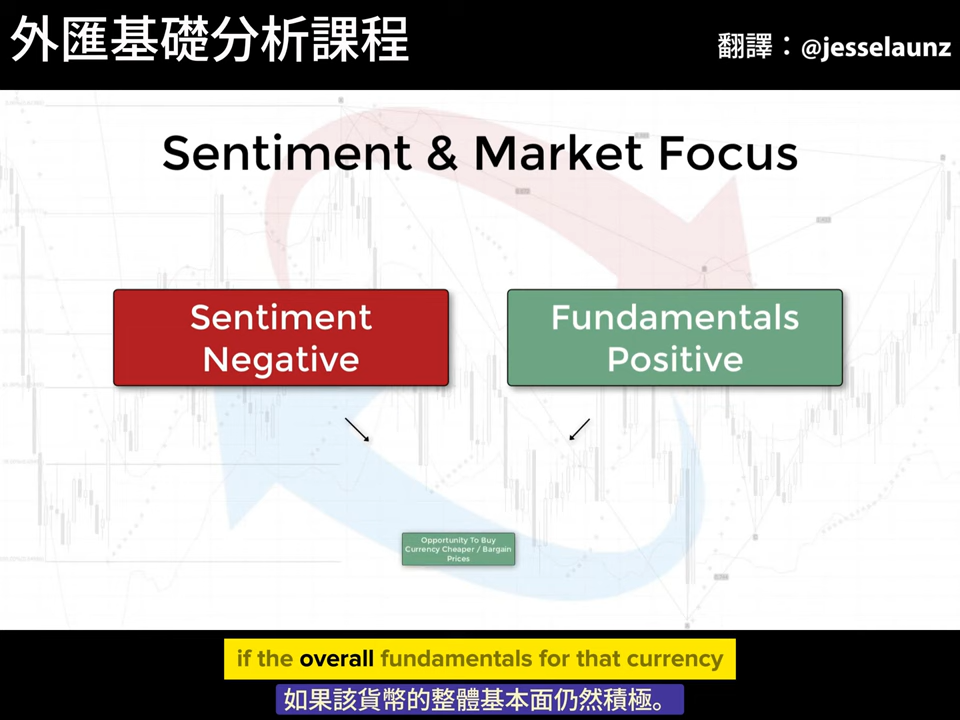 外匯基礎分析課程
翻譯：@jesselaunz
Sentiment & Market Focus
Sentiment
Negative
Fundamentals
Positive
Opportunity To Buy
Currency Cheaper / Bargain
Prices
if the overall fundamentals for that currency
如果該貨幣的整體基本面仍然積極。